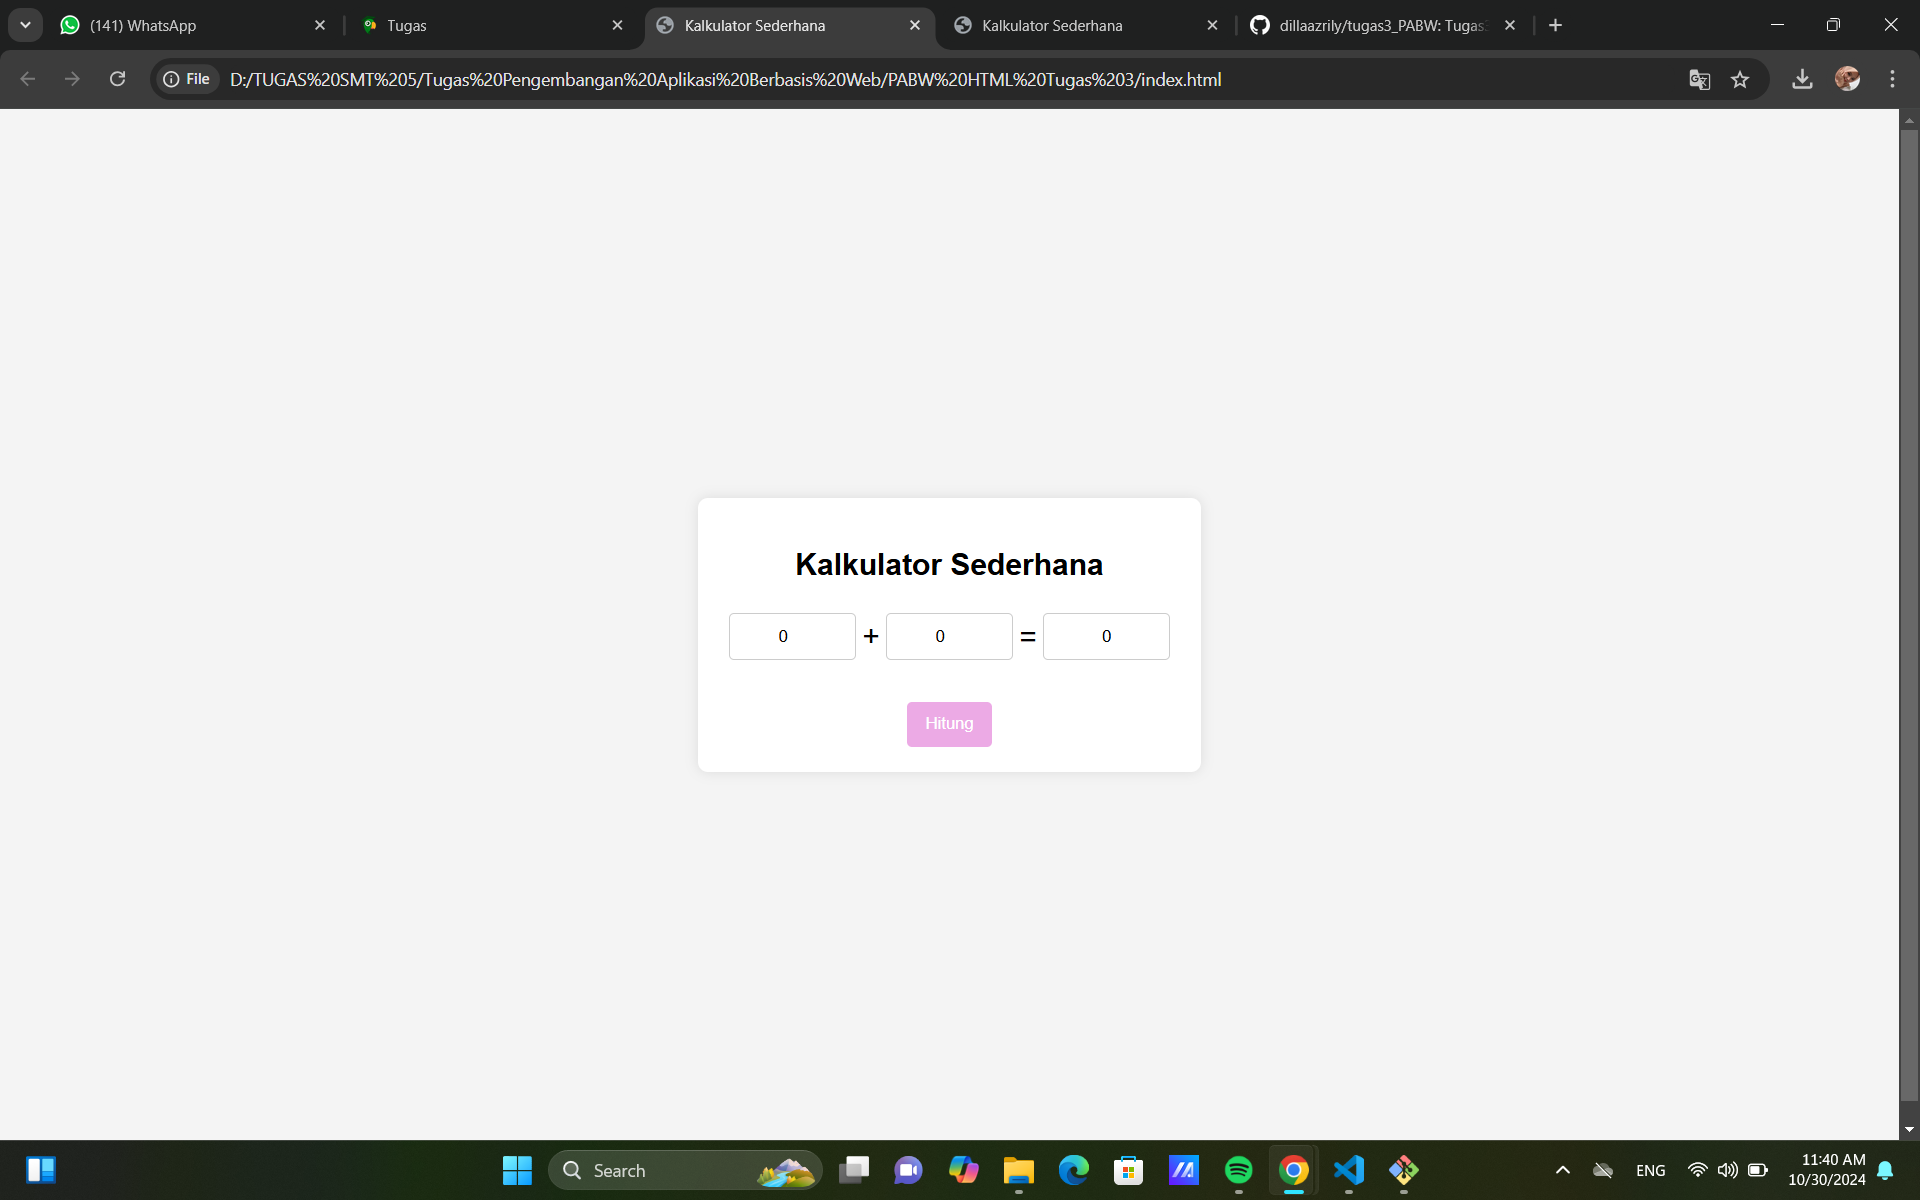 (141) WhatsApp
Tugas
Kalkulator Sederhana
Kalkulator Sederhana
dillaazrily/tugas3_PABW: Tugas
File
D:/TUGAS%20SMT%205/Tugas%20Pengembangan%20Aplikasi%20Berbasis%20Web/PABW%20HTML%20Tugas%203/index.html
Kalkulator Sederhana
0 + 0 = 0
Hitung
Search
ENG
11:40 AM
10/30/2024